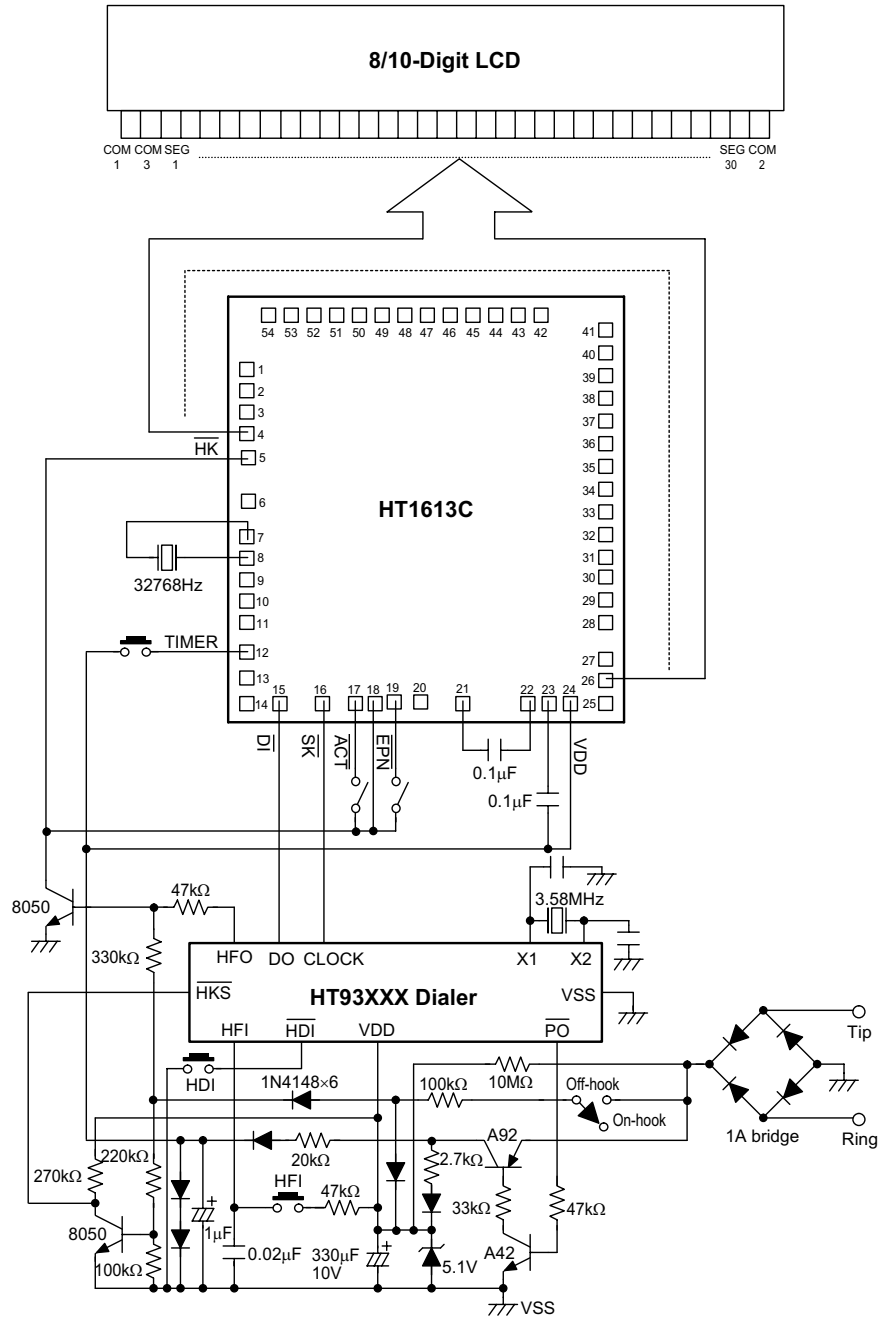 8/10-Digit LCD
COM COM SEG SEG COM
1 3 1 30 2
54 53 52 51 50 49 48 47 46 45 44 43 42
41
40
1
39
2
38
3
37
4
HK
36
5
35
34
6
HT1613C
33
7
32
8
31
32768Hz
9
30
10
29
11
28
TIMER
12
27
13
26
15 16 17 18 19 20 21 22 23 24
14
25
DI SK ACT EPN VDD
0.1μF
0.1μF
47kΩ
3.58MHz
8050
330kΩ
HFO DO CLOCK X1 X2
HKS
HT93XXX Dialer
VSS
HFI HDI VDD PO
Tip
HDI
10MΩ
1N4148×6
100kΩ
Off-hook
On-hook
1A bridge
Ring
A92
20kΩ
2.7kΩ
270kΩ
220kΩ
HFI
47kΩ
33kΩ
47kΩ
8050
+
1μF
+
0.02μF
330μF
10V
A42
100kΩ
5.1V
VSS